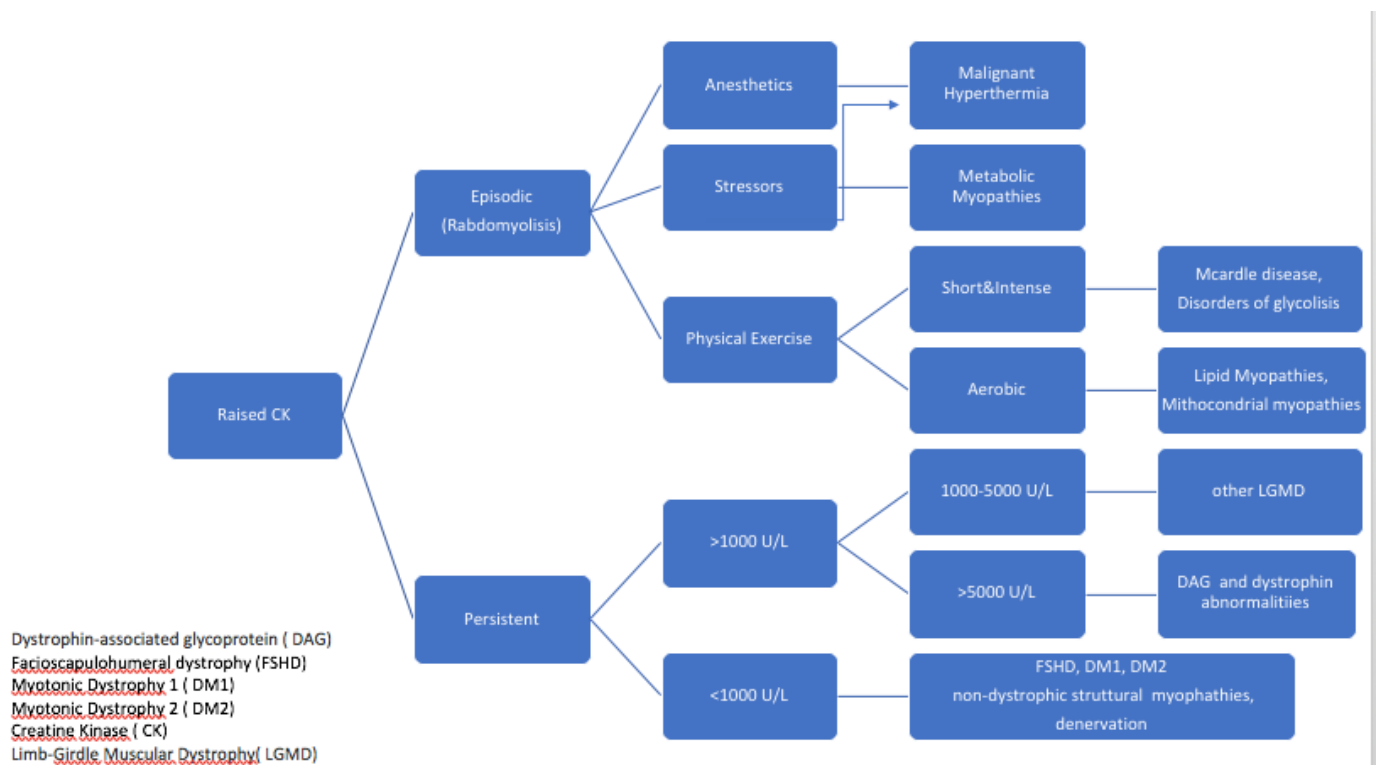 Anesthetics
Malignant
Hyperthermia
Episodic
(Rabdomyolisis)
Stressors
Metabolic
Myopathies
Short&Intense
Mcardle disease,
Disorders of glycolisis
Physical Exercise
Aerobic
Lipid Myopathies,
Mithocondrial myopathies
Raised CK
1000-5000 U/L
other LGMD
>1000 U/L
>5000 U/L
DAG and dystrophin
abnormalitiies
Persistent
<1000 U/L
FSHD, DM1, DM2
non-dystrophic struttural myophathies,
denervation
Dystrophin-associated glycoprotein ( DAG)
Facioscapulohumeral dystrophy (FSHD)
Myotonic Dystrophy 1 ( DM1)
Myotonic Dystrophy 2 ( DM2)
Creatine Kinase ( CK)
Limb-Girdle Muscular Dystrophy( LGMD)